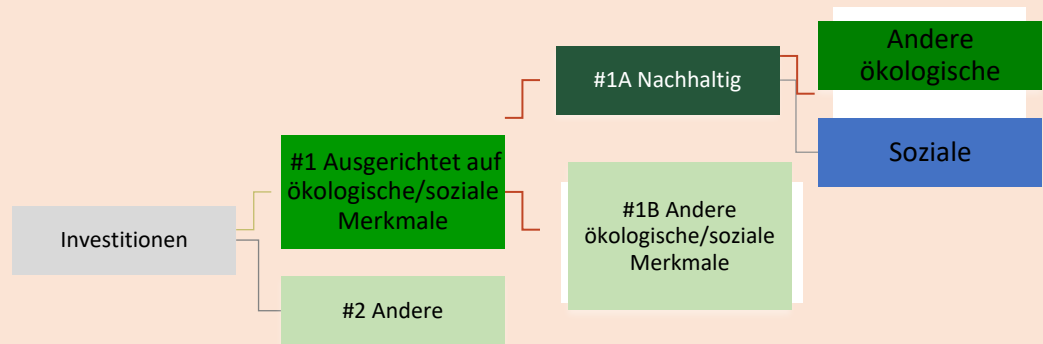 Investitionen
#1 Ausgerichtet auf
ökologische/soziale
Merkmale
#2 Andere
#1A Nachhaltig
#1B Andere
ökologische/soziale
Merkmale
Andere
ökologische
Soziale